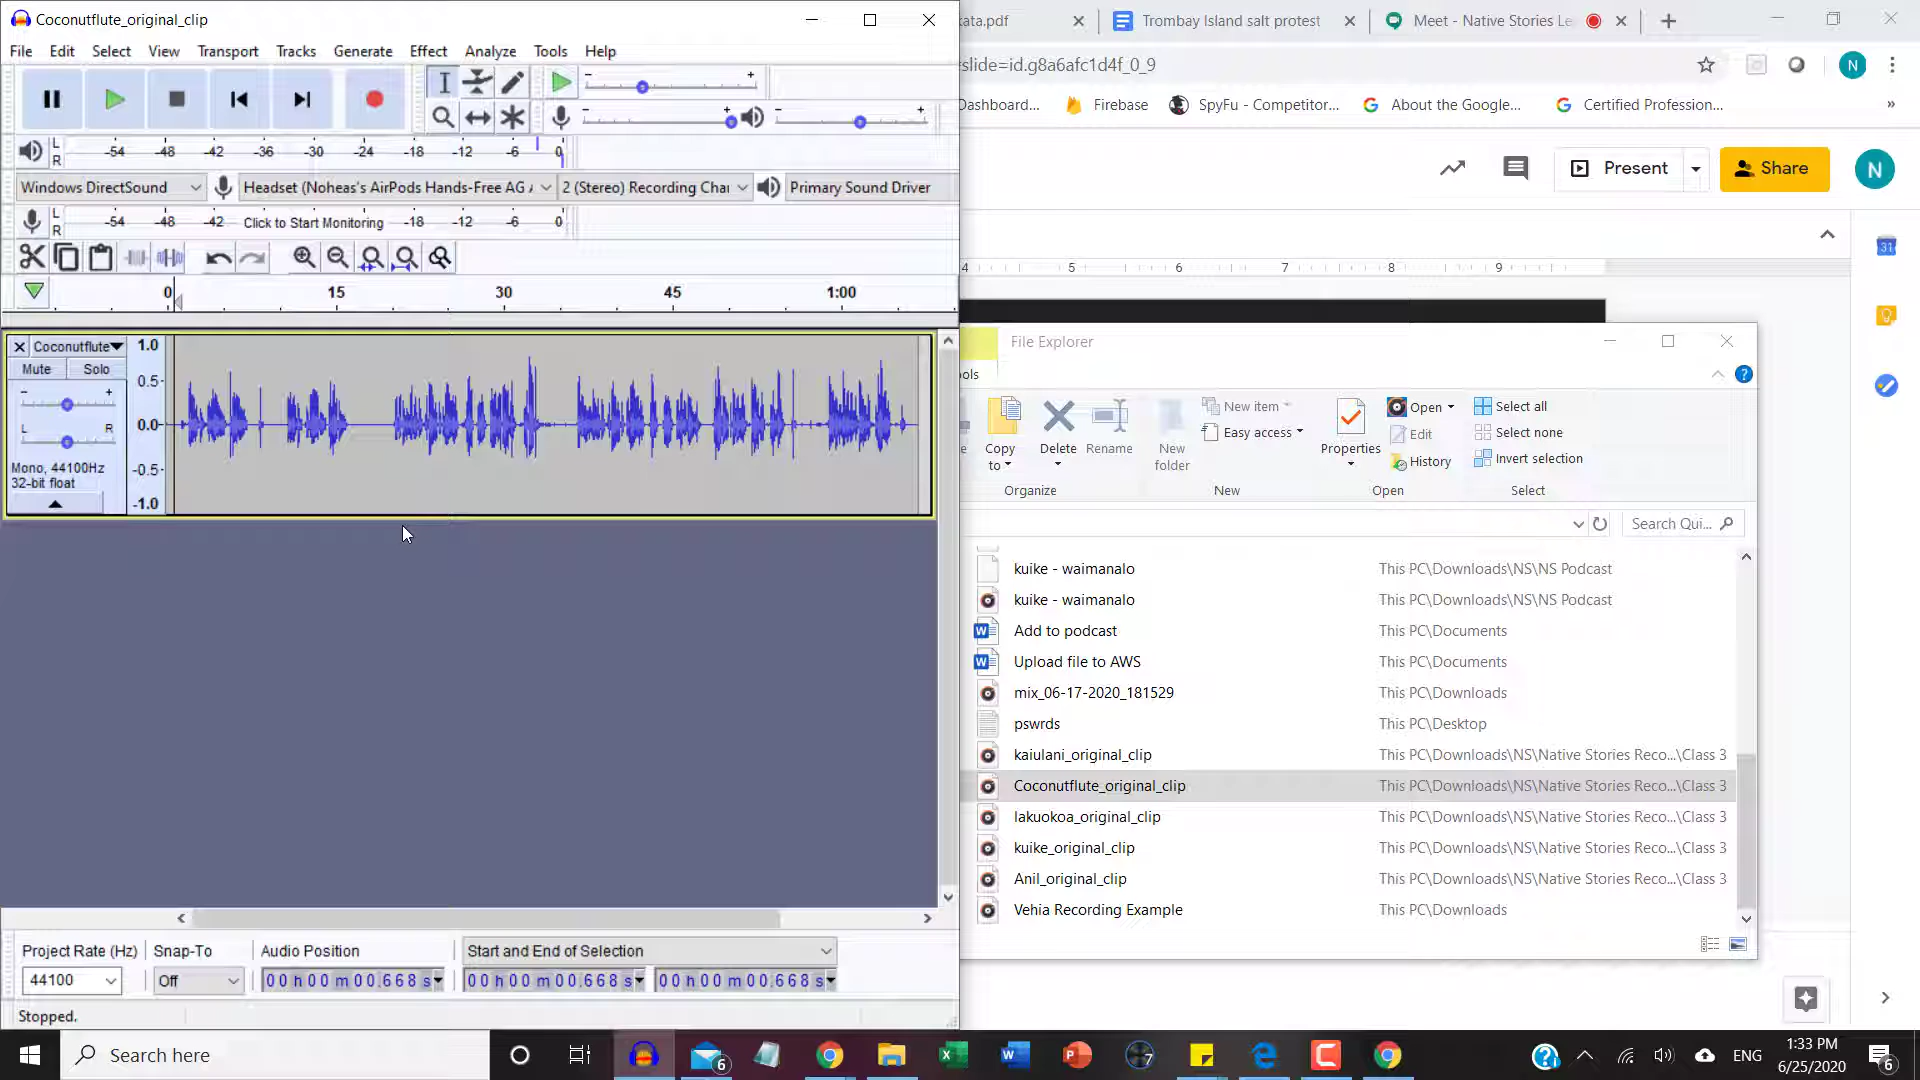 Coconutflute_original_clip
File Edit Select View Transport Tracks Generate Effect Analyze Tools Help
L R -54 -48 -42 -36 -30 -24 -18 -12 -6 0
Windows DirectSound Headset (Noheas's AirPods Hands-Free AG 2 (Stereo) Recording Char Primary Sound Driver
L R -54 -48 -42 Click to Start Monitoring -18 -12 -6 0
0 15 30 45 1:00
Coconutflute
Mute Solo
- +
L R
Mono, 44100Hz
32-bit float
1.0
0.5
0.0
-0.5
-1.0
Project Rate (Hz) Snap-To Audio Position Start and End of Selection
44100 Off 00 h 00 m 00.668 s 00 h 00 m 00.668 s 00 h 00 m 00.668 s
Stopped.
kata.pdf Trombay Island salt protest Meet - Native Stories Le
slide=id.g8a6afc1d4f_0_9 N
Dashboard... Firebase SpyFu - Competitor... About the Google... Certified Profession... »
Present Share N
4 5 6 7 8 9
31
File Explorer
ools
Copy to Delete Rename New folder New item Easy access Properties Open Edit History Select all Select none Invert selection
Organize New Open Select
Search Qui...
kuike - waimanalo This PC\Downloads\NS\NS Podcast
kuike - waimanalo This PC\Downloads\NS\NS Podcast
Add to podcast This PC\Documents
Upload file to AWS This PC\Documents
mix_06-17-2020_181529 This PC\Downloads
pswrds This PC\Desktop
kaiulani_original_clip This PC\Downloads\NS\Native Stories Reco...\Class 3
Coconutflute_original_clip This PC\Downloads\NS\Native Stories Reco...\Class 3
lakuokoa_original_clip This PC\Downloads\NS\Native Stories Reco...\Class 3
kuike_original_clip This PC\Downloads\NS\Native Stories Reco...\Class 3
Anil_original_clip This PC\Downloads\NS\Native Stories Reco...\Class 3
Vehia Recording Example This PC\Downloads
Search here 6 7 ENG 1:33 PM
6/25/2020 6